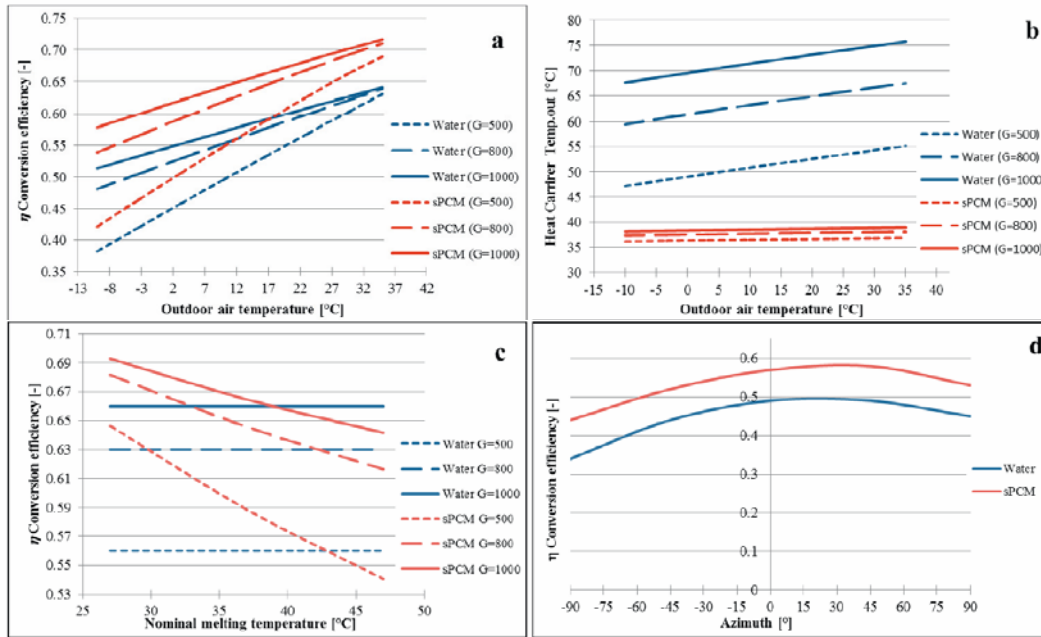 a
η Conversion efficiency [-]
0.75
0.70
0.65
0.60
0.55
0.50
0.45
0.40
0.35
-13 -8 -3 2 7 12 17 22 27 32 37 42
Outdoor air temperature [°C]
Water (G=500)
Water (G=800)
Water (G=1000)
sPCM (G=500)
sPCM (G=800)
sPCM (G=1000)
b
Heat Carrirer Temp.out [°C]
80
75
70
65
60
55
50
45
40
35
30
-15 -10 -5 0 5 10 15 20 25 30 35 40
Outdoor air temperature [°C]
Water (G=500)
Water (G=800)
Water (G=1000)
sPCM (G=500)
sPCM (G=800)
sPCM (G=1000)
c
η Conversion efficiency [-]
0.71
0.69
0.67
0.65
0.63
0.61
0.59
0.57
0.55
0.53
25 30 35 40 45 50
Nominal melting temperature [°C]
Water G=500
Water G=800
Water G=1000
sPCM G=500
sPCM G=800
sPCM G=1000
d
η Conversion efficiency [-]
0.6
0.5
0.4
0.3
0.2
0.1
0
-90 -75 -60 -45 -30 -15 0 15 30 45 60 75 90
Azimuth [°]
Water
sPCM